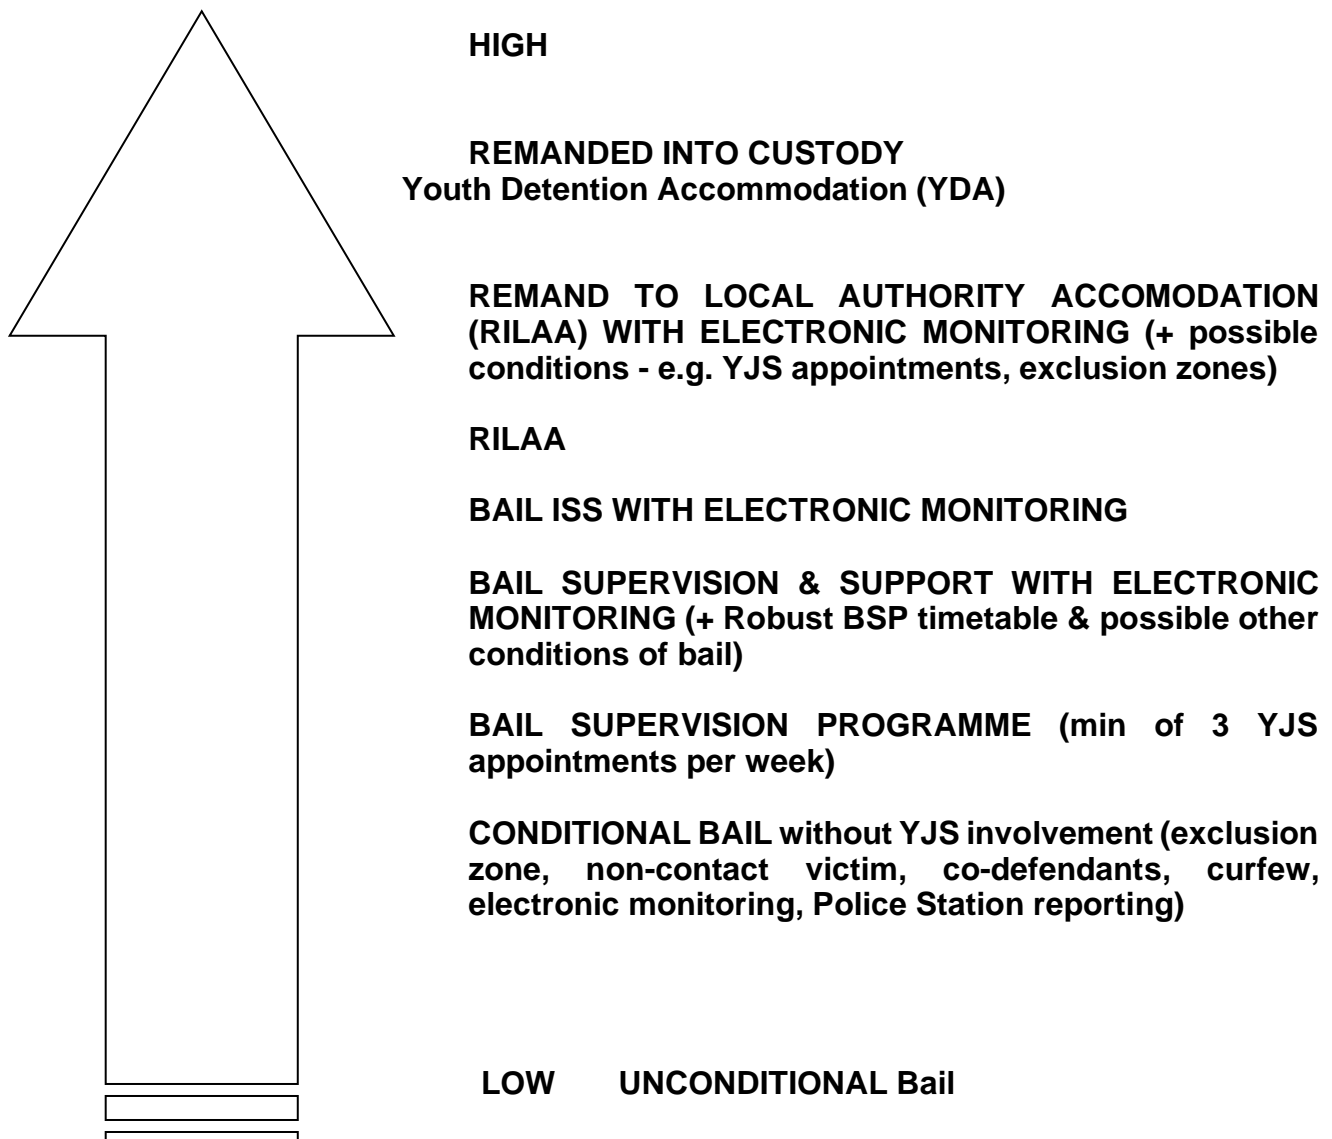 HIGH
REMANDED INTO CUSTODY
Youth Detention Accommodation (YDA)
REMAND TO LOCAL AUTHORITY ACCOMODATION
(RILAA) WITH ELECTRONIC MONITORING (+ possible
conditions - e.g. YJS appointments, exclusion zones)
RILAA
BAIL ISS WITH ELECTRONIC MONITORING
BAIL SUPERVISION & SUPPORT WITH ELECTRONIC
MONITORING (+ Robust BSP timetable & possible other
conditions of bail)
BAIL SUPERVISION PROGRAMME (min of 3 YJS
appointments per week)
CONDITIONAL BAIL without YJS involvement (exclusion
zone, non-contact victim, co-defendants, curfew,
electronic monitoring, Police Station reporting)
LOW UNCONDITIONAL Bail